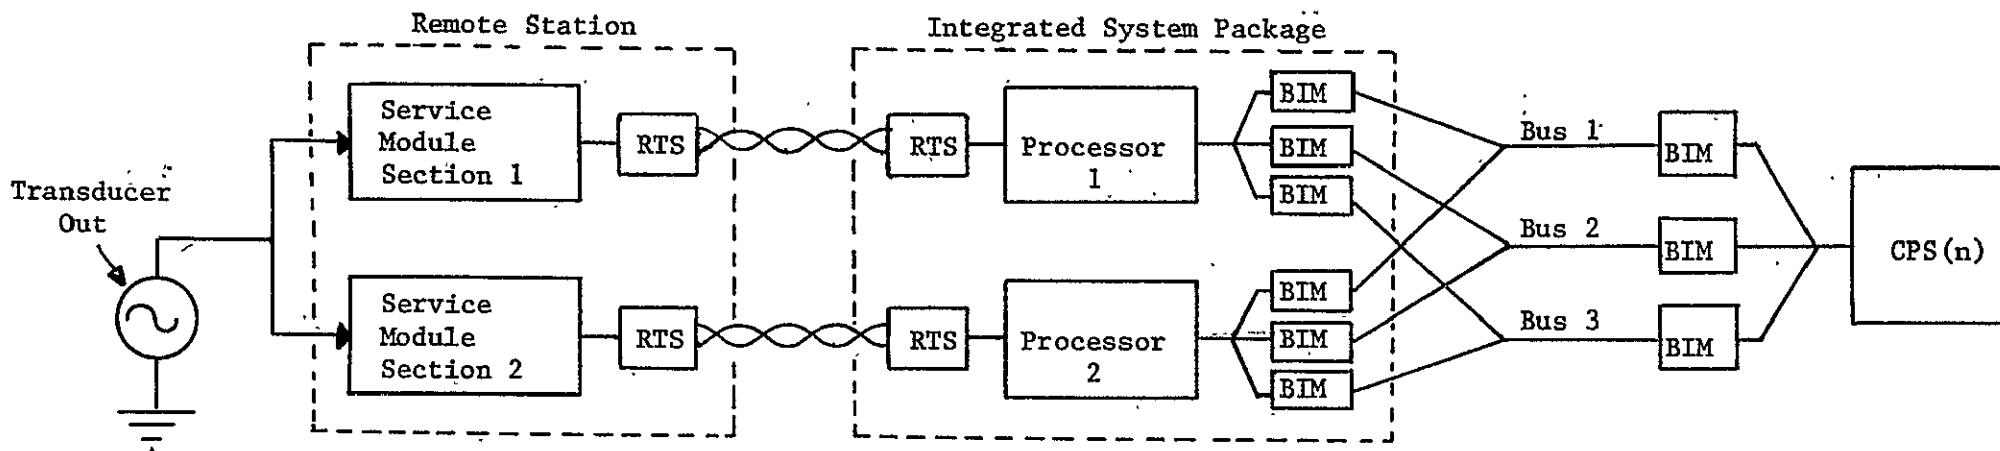 Remote Station
Integrated System Package
Transducer
Out
Service
Module
Section 1
RTS
RTS
Processor
1
BIM
BIM
BIM
Bus 1
BIM
Service
Module
Section 2
RTS
RTS
Processor
2
BIM
BIM
BIM
Bus 2
BIM
Bus 3
BIM
CPS(n)